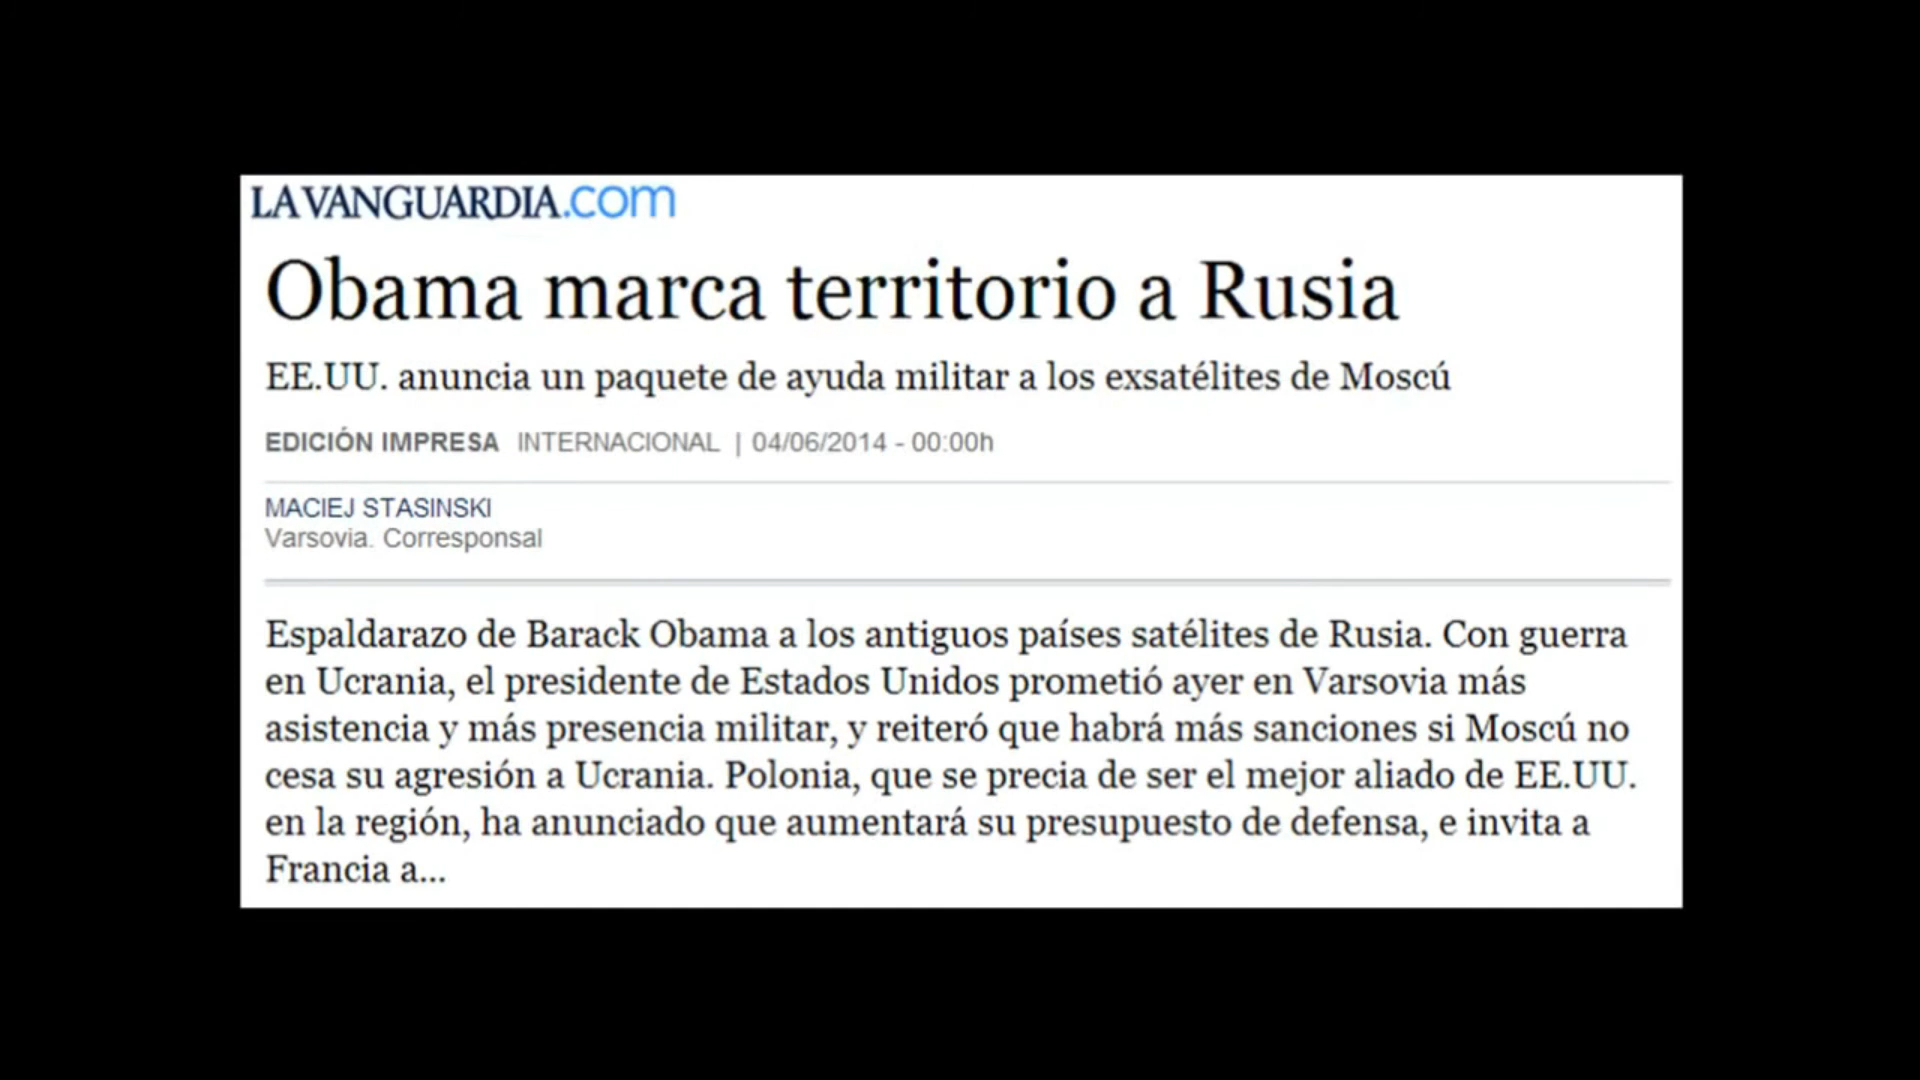 LAVANGUARDIA.com
Obama marca territorio a Rusia
EE.UU. anuncia un paquete de ayuda militar a los exsatélites de Moscú
EDICIÓN IMPRESA INTERNACIONAL | 04/06/2014 - 00:00h
MACIEJ STASINSKI
Varsovia. Corresponsal
Espaldarazo de Barack Obama a los antiguos países satélites de Rusia. Con guerra
en Ucrania, el presidente de Estados Unidos prometió ayer en Varsovia más
asistencia y más presencia militar, y reiteró que habrá más sanciones si Moscú no
cesa su agresión a Ucrania. Polonia, que se precia de ser el mejor aliado de EE.UU.
en la región, ha anunciado que aumentará su presupuesto de defensa, e invita a
Francia a...